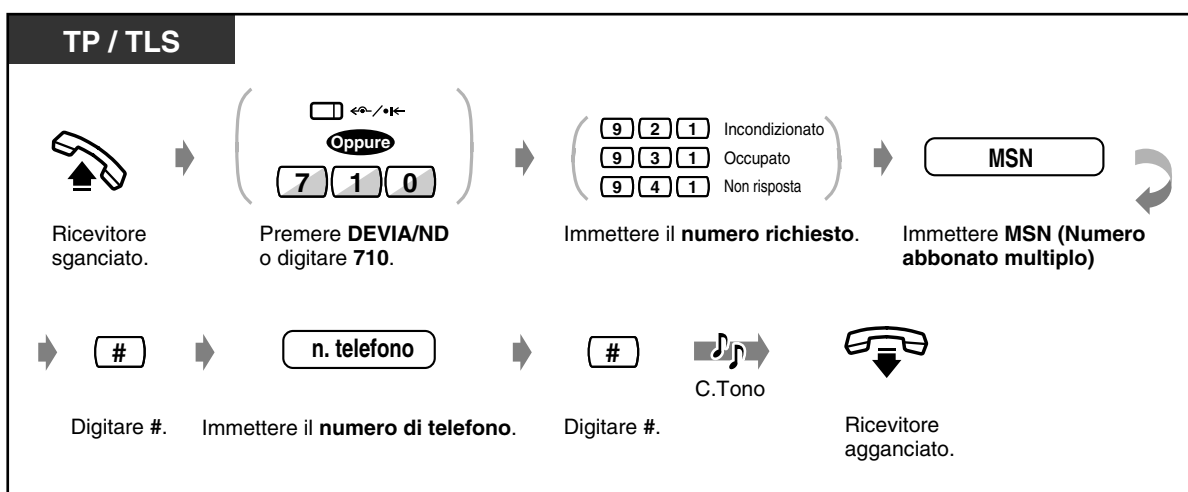 TP / TLS
Oppure
7 1 0
9 2 1 Incondizionato
9 3 1 Occupato
9 4 1 Non risposta
MSN
Ricevitore
sganciato.
Premere DEVIA/ND
o digitare 710.
Immettere il numero richiesto.
Immettere MSN (Numero
abbonato multiplo)
#
n. telefono
#
C.Tono
Digitare #.
Immettere il numero di telefono.
Digitare #.
Ricevitore
agganciato.